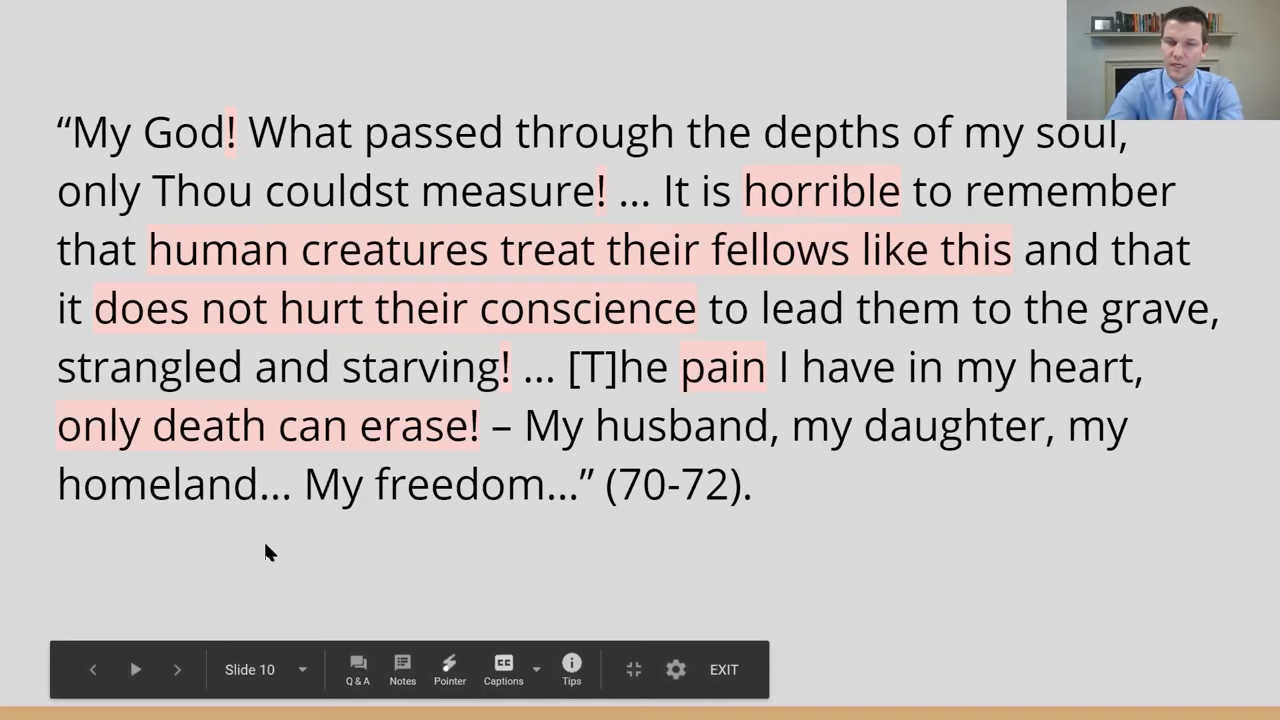 “My God! What passed through the depths of my soul,
only Thou couldst measure! ... It is horrible to remember
that human creatures treat their fellows like this and that
it does not hurt their conscience to lead them to the grave,
strangled and starving! ... [T]he pain I have in my heart,
only death can erase! – My husband, my daughter, my
homeland... My freedom...” (70-72).
Slide 10
Q & A
Notes
Pointer
CC
Captions
Tips
EXIT